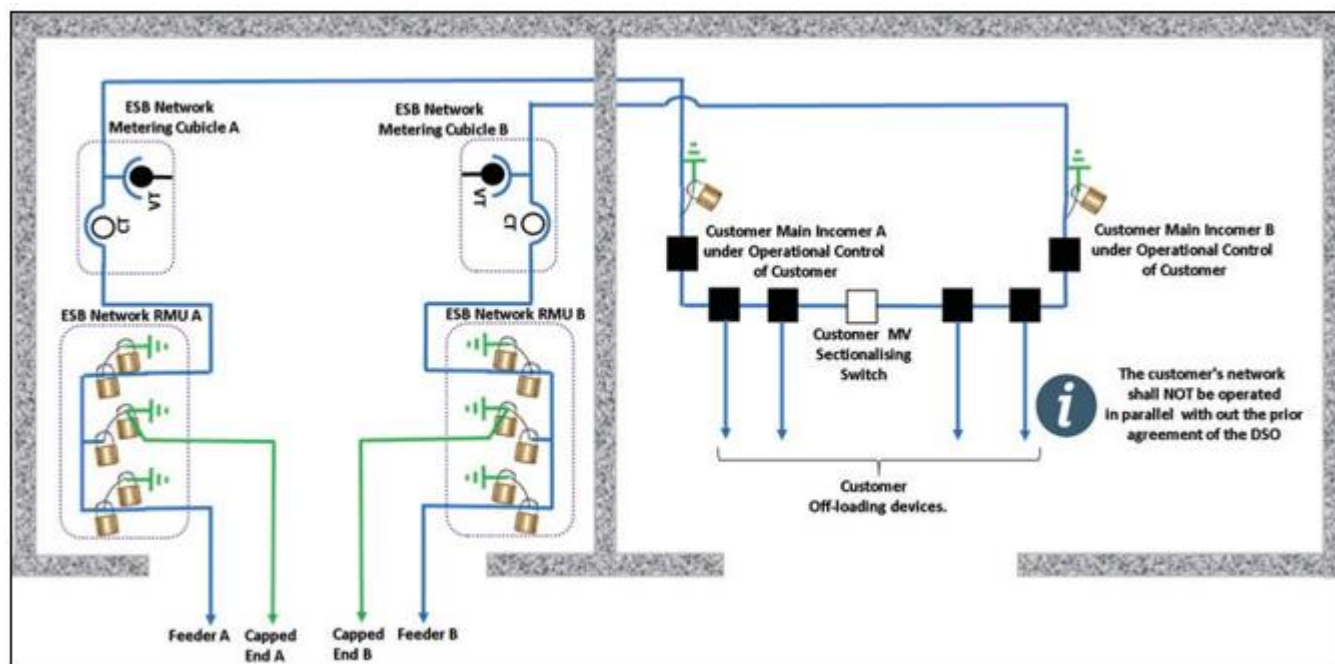 ESB Network
Metering Cubicle A
VT
CT
ESB Network
Metering Cubicle B
VT
CT
ESB Network RMU A
ESB Network RMU B
Feeder A
Capped
End A
Capped
End B
Feeder B
Customer Main Incomer A
under Operational Control
of Customer
Customer Main Incomer B
under Operational Control
of Customer
Customer MV
Sectionalising
Switch
i
The customer's network
shall NOT be operated
in parallel with out the prior
agreement of the DSO
Customer
Off-loading devices.